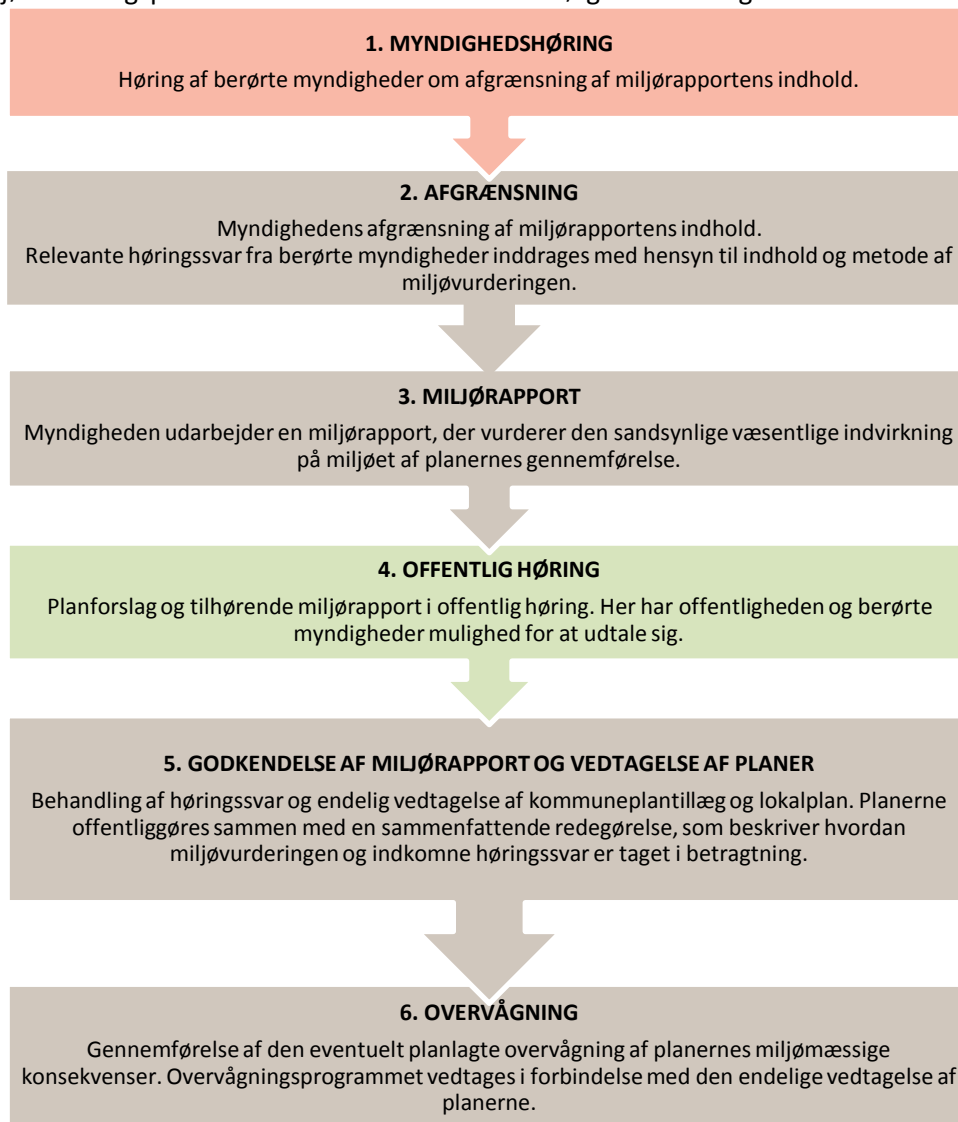 1. MYNDIGHEDSHØRING
Høring af berørte myndigheder om afgrænsning af miljørapportens indhold.
2. AFGRÆNSNING
Myndighedens afgrænsning af miljørapportens indhold.
Relevante høringssvar fra berørte myndigheder inddrages med hensyn til indhold og metode af
miljøvurderingen.
3. MILJØRAPPORT
Myndigheden udarbejder en miljørapport, der vurderer den sandsynlige væsentlige indvirkning
på miljøet af planernes gennemførelse.
4. OFFENTLIG HØRING
Planforslag og tilhørende miljørapport i offentlig høring. Her har offentligheden og berørte
myndigheder mulighed for at udtale sig.
5. GODKENDELSE AF MILJØRAPPORT OG VEDTAGELSE AF PLANER
Behandling af høringssvar og endelig vedtagelse af kommuneplantillæg og lokalplan. Planerne
offentliggøres sammen med en sammenfattende redegørelse, som beskriver hvordan
miljøvurderingen og indkomne høringssvar er taget i betragtning.
6. OVERVÅGNING
Gennemførelse af den eventuelt planlagte overvågning af planernes miljømæssige
konsekvenser. Overvågningsprogrammet vedtages i forbindelse med den endelige vedtagelse af
planerne.